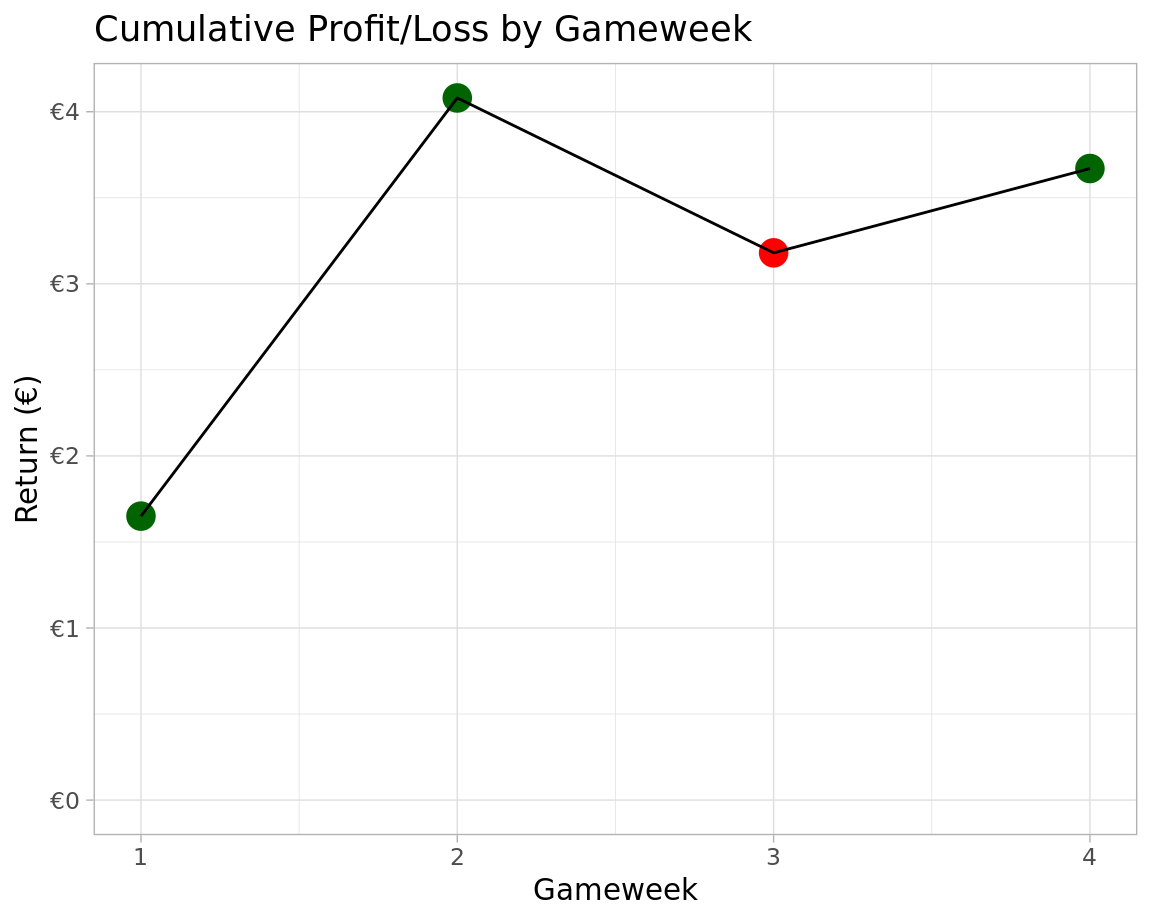 Cumulative Profit/Loss by Gameweek
€4
€3
€2
€1
€0
Return (€)
1 2 3 4
Gameweek